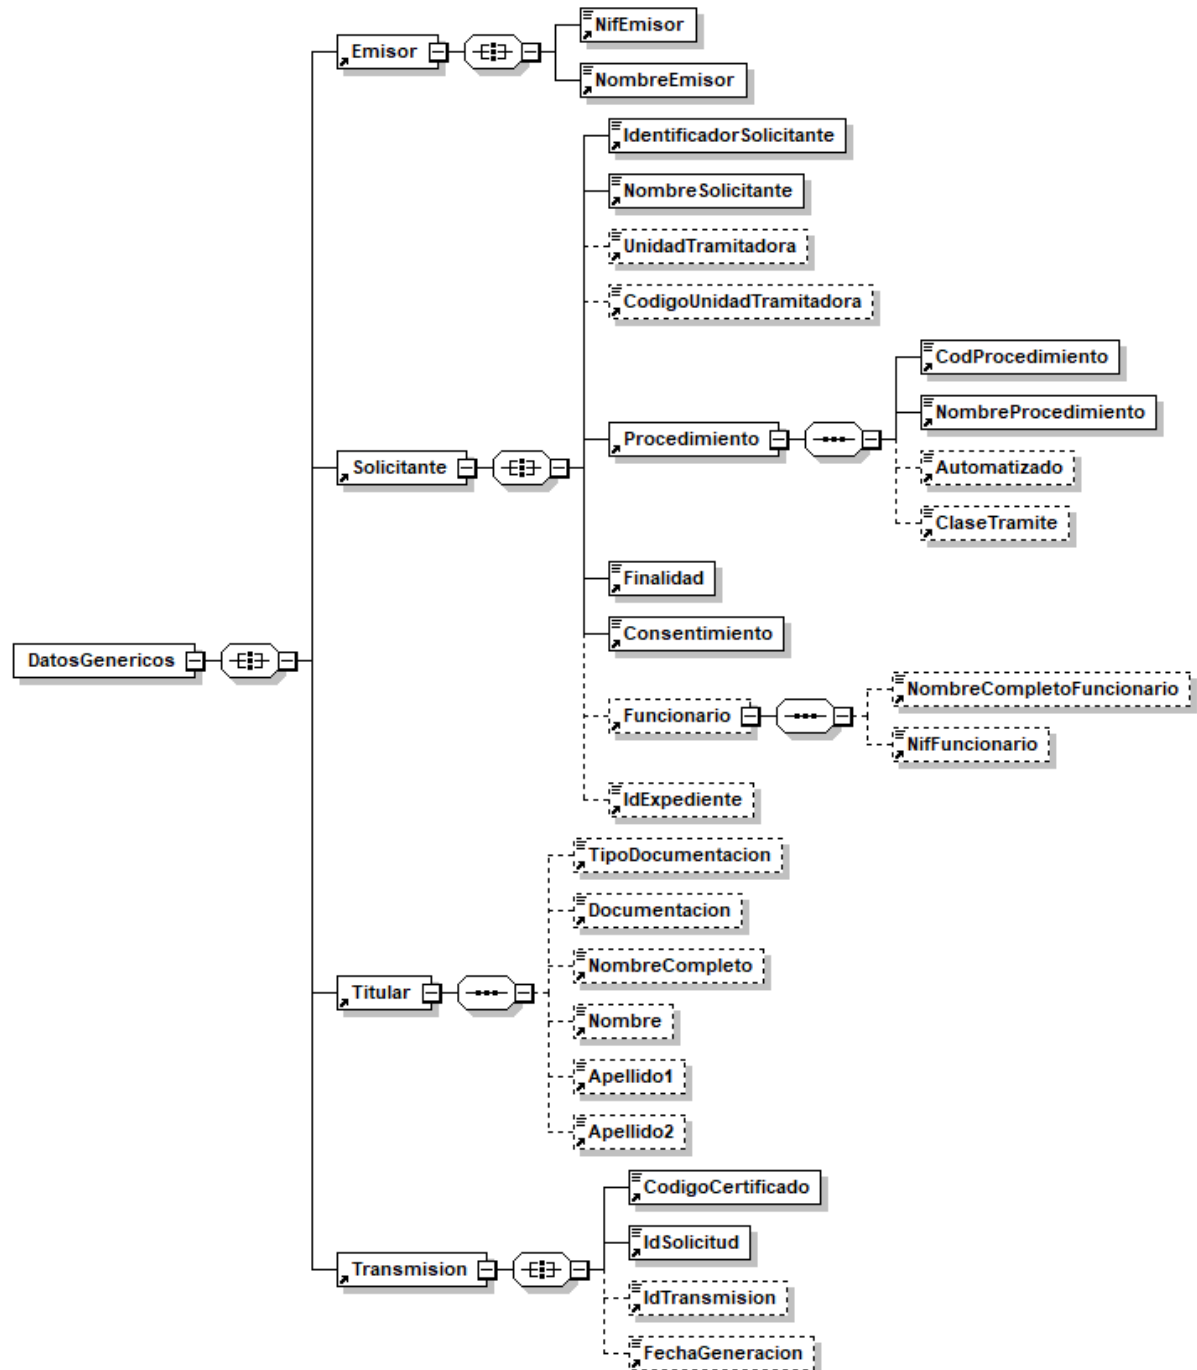 NifEmisor
Emisor
NombreEmisor
IdentificadorSolicitante
NombreSolicitante
UnidadTramitadora
CodigoUnidadTramitadora
CodProcedimiento
NombreProcedimiento
Procedimiento
Solicitante
Automatizado
ClaseTramite
Finalidad
Consentimiento
DatosGenericos
NombreCompletoFuncionario
Funcionario
NifFuncionario
IdExpediente
TipoDocumentacion
Documentacion
NombreCompleto
Titular
Nombre
Apellido1
Apellido2
CodigoCertificado
IdSolicitud
Transmision
IdTransmision
FechaGeneracion